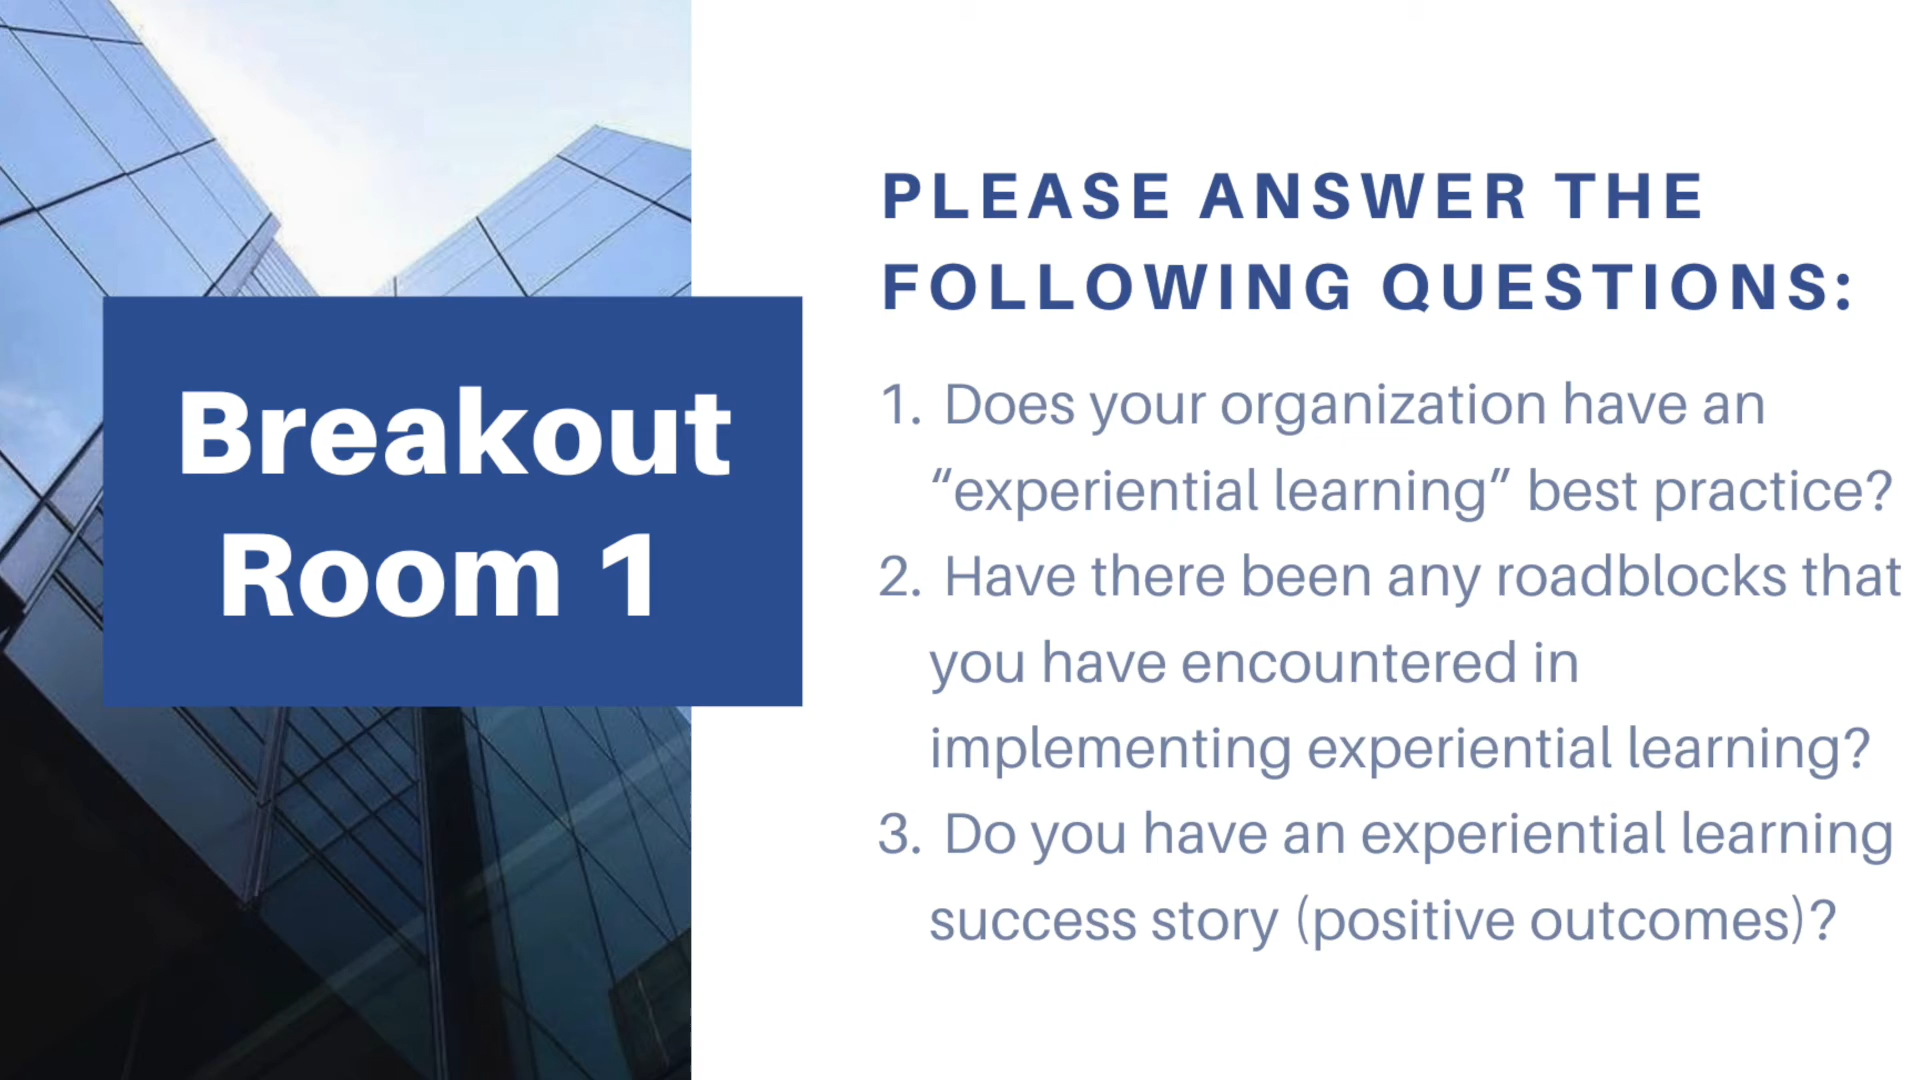 Breakout
Room 1
PLEASE ANSWER THE
FOLLOWING QUESTIONS:
1. Does your organization have an
“experiential learning” best practice?
2. Have there been any roadblocks that
you have encountered in
implementing experiential learning?
3. Do you have an experiential learning
success story (positive outcomes)?